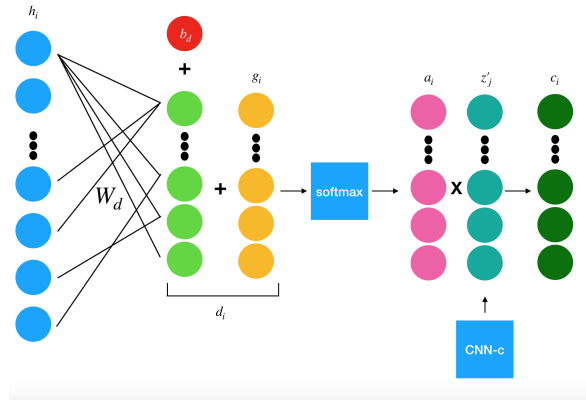 h_i
b_d
+
g_i
a_i
z'_j
c_i
W_d
+
softmax
X
d_i
CNN-c